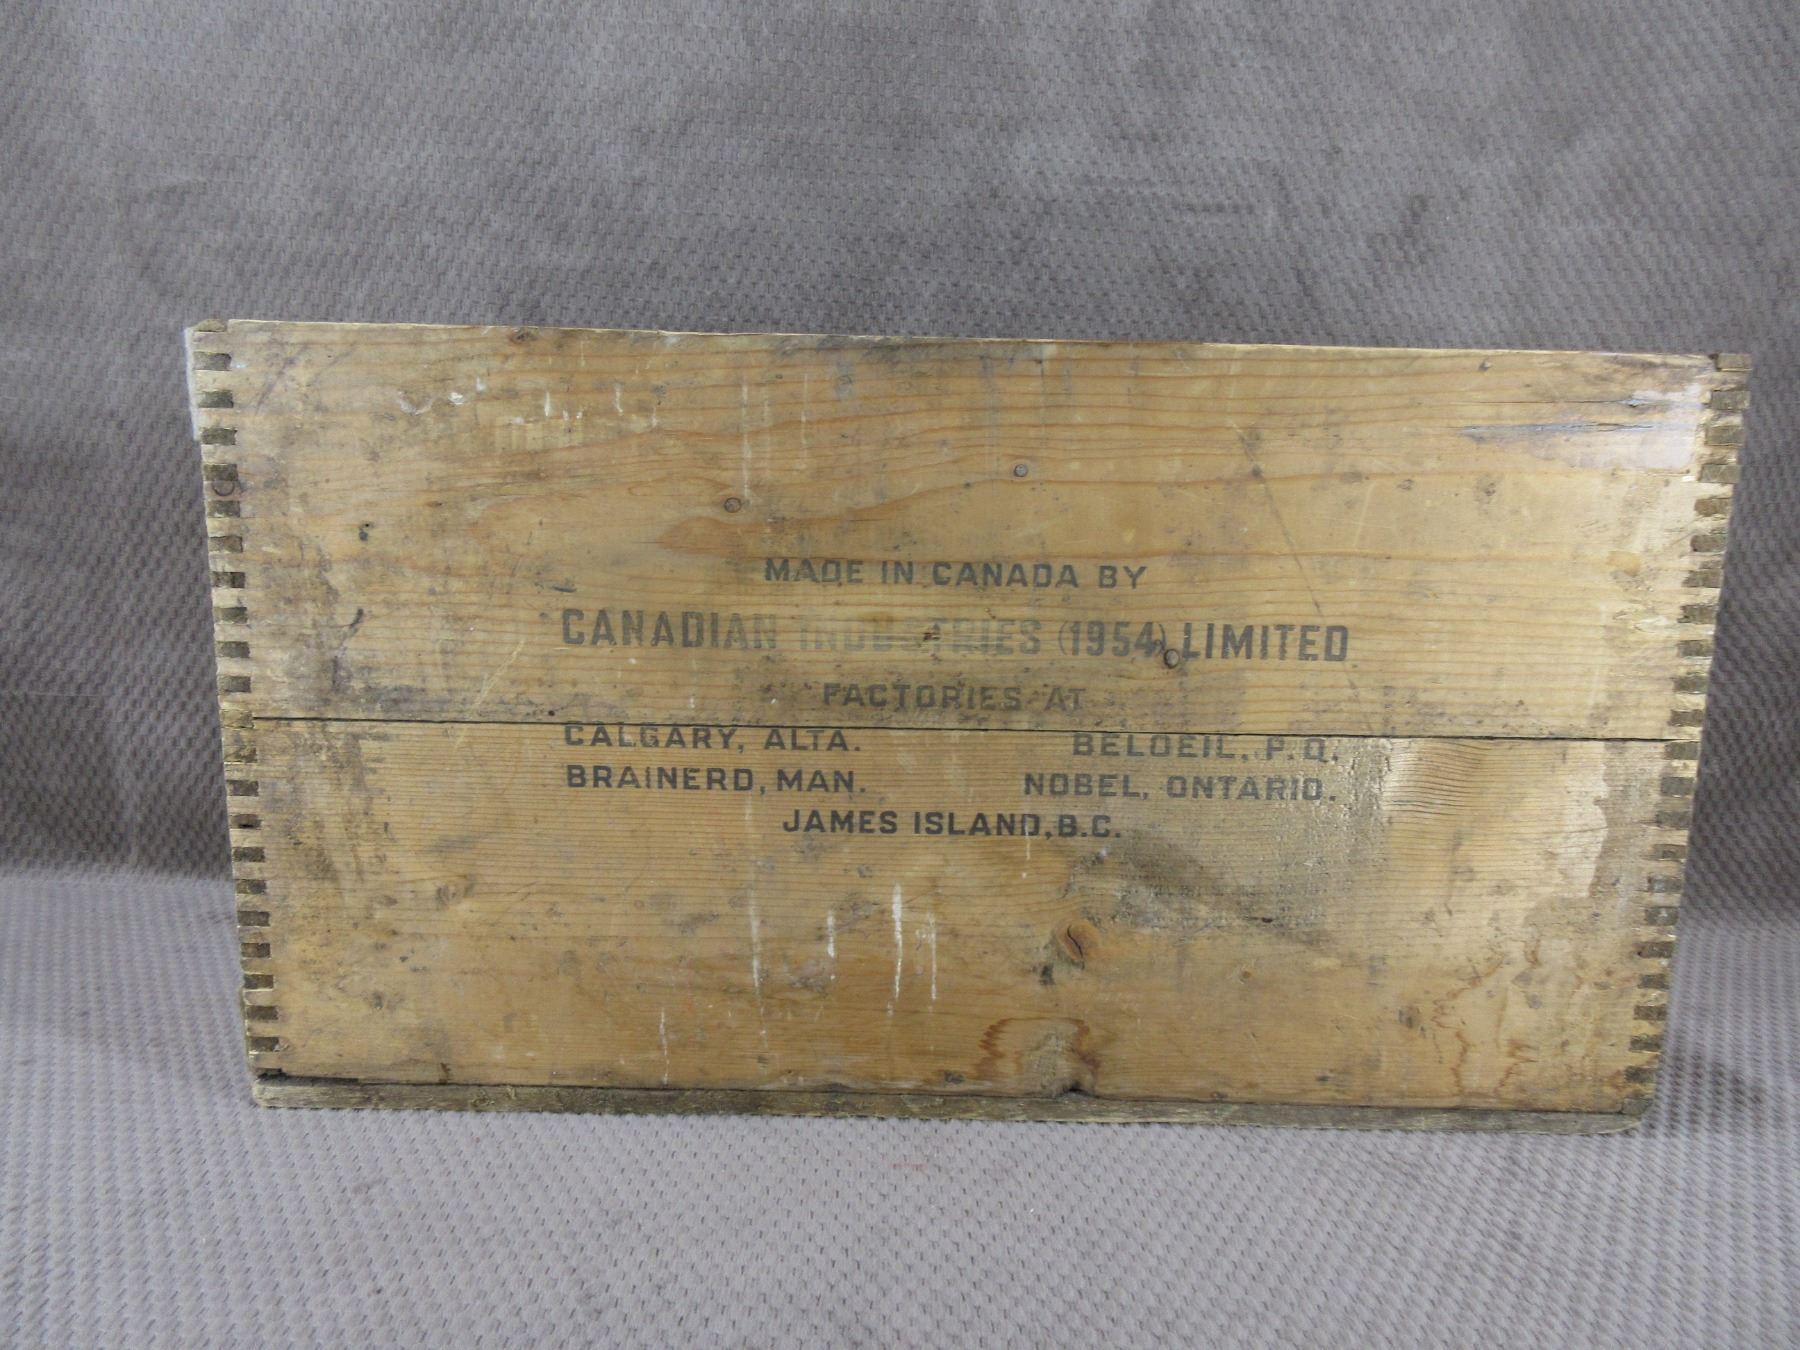 MADE IN CANADA BY
CANADIAN INDUSTRIES (1954) LIMITED
FACTORIES AT
CALGARY, ALTA. BELOEIL, P.Q.
BRAINERD, MAN. NOBEL, ONTARIO.
JAMES ISLAND, B.C.